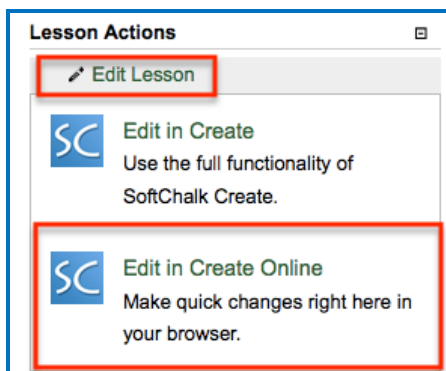 Lesson Actions
Edit Lesson
SC Edit in Create
Use the full functionality of
SoftChalk Create.
SC Edit in Create Online
Make quick changes right here in
your browser.